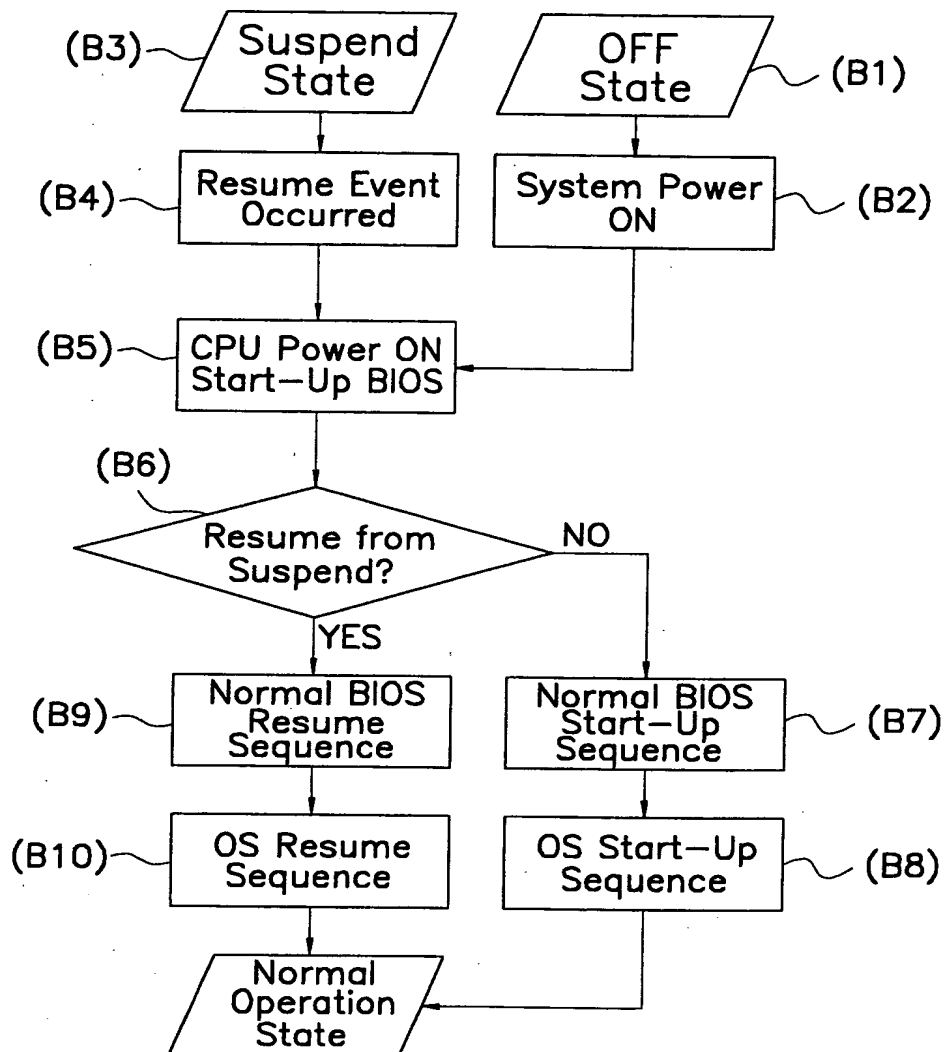 (B3)
Suspend
State
OFF
State
(B1)
(B4)
Resume Event
Occurred
System Power
ON
(B2)
(B5)
CPU Power ON
Start-Up BIOS
(B6)
Resume from
Suspend?
NO
YES
(B9)
Normal BIOS
Resume
Sequence
Normal BIOS
Start-Up
Sequence
(B7)
(B10)
OS Resume
Sequence
OS Start-Up
Sequence
(B8)
Normal
Operation
State